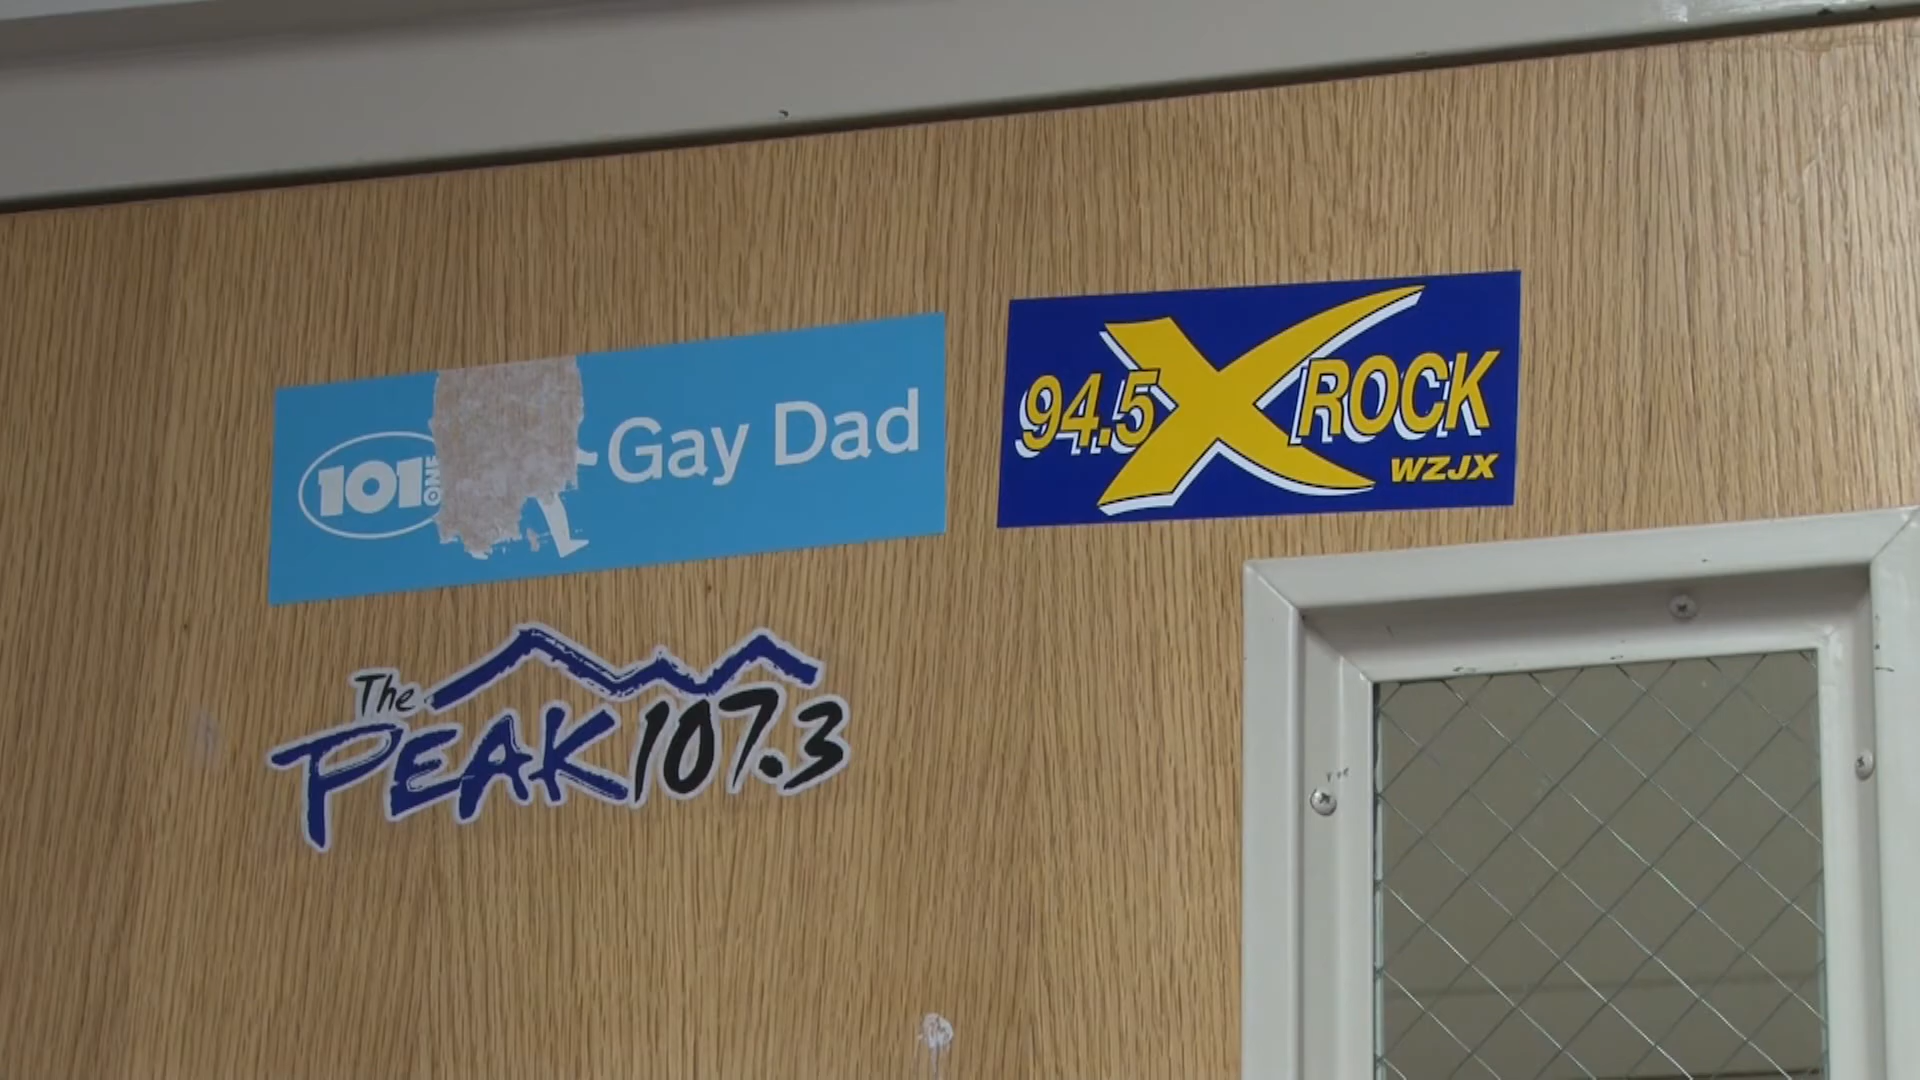 101 ONE Gay Dad
94.5 X ROCK
WZJX
The
PEAK 107.3